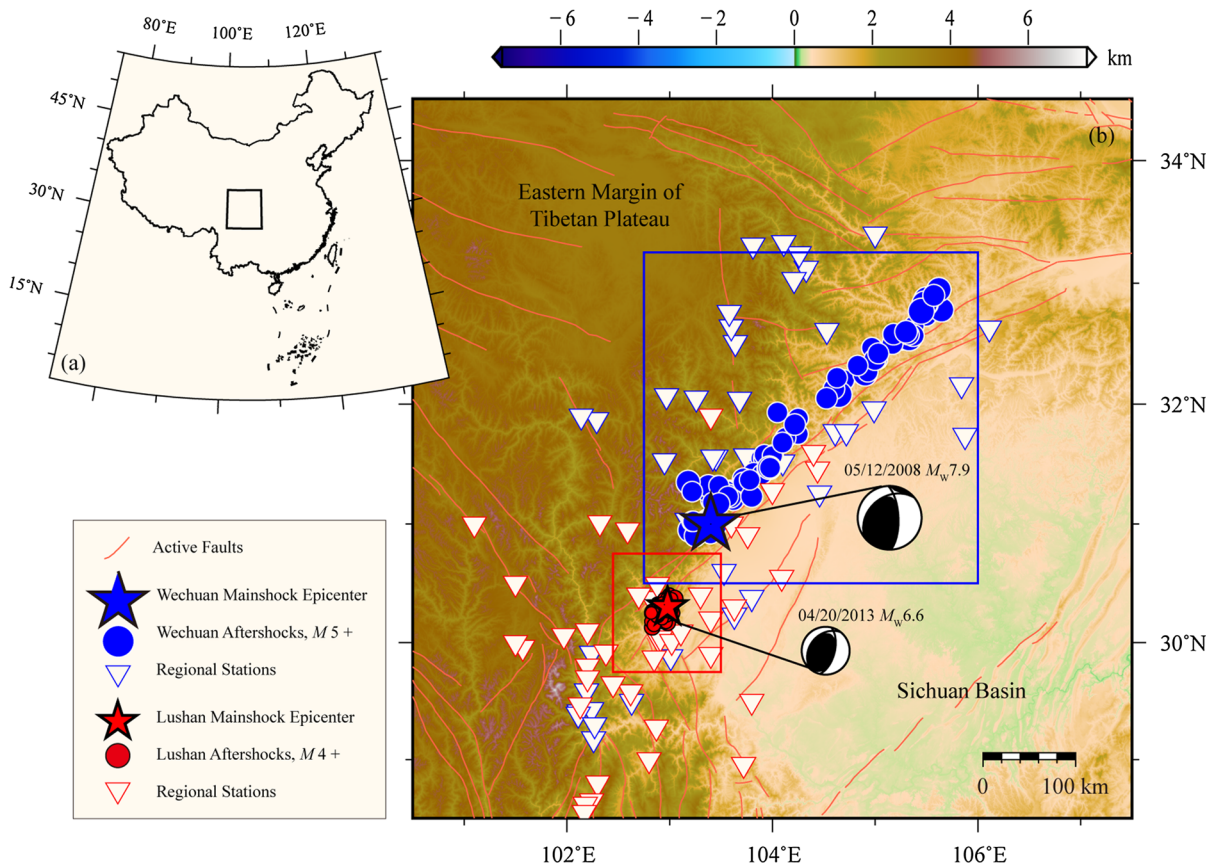 80°E 100°E 120°E
45°N
30°N
15°N
(a)
−6 −4 −2 0 2 4 6
km
(b)
34°N
32°N
30°N
Eastern Margin of
Tibetan Plateau
05/12/2008 Mw7.9
04/20/2013 Mw6.6
Sichuan Basin
0 100 km
102°E 104°E 106°E
Active Faults
Wechuan Mainshock Epicenter
Wechuan Aftershocks, M 5 +
Regional Stations
Lushan Mainshock Epicenter
Lushan Aftershocks, M 4 +
Regional Stations